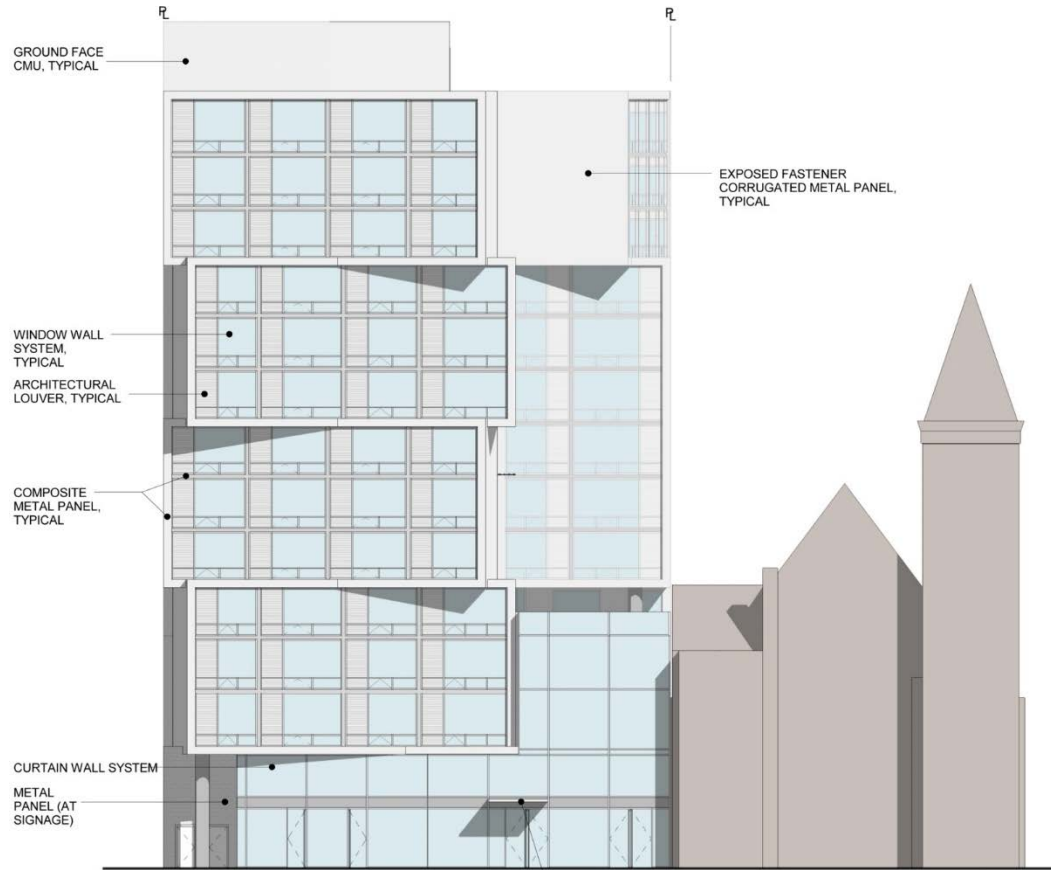 PL
PL
GROUND FACE
CMU, TYPICAL
EXPOSED FASTENER
CORRUGATED METAL PANEL,
TYPICAL
WINDOW WALL
SYSTEM,
TYPICAL
ARCHITECTURAL
LOUVER, TYPICAL
COMPOSITE
METAL PANEL,
TYPICAL
CURTAIN WALL SYSTEM
METAL
PANEL (AT
SIGNAGE)